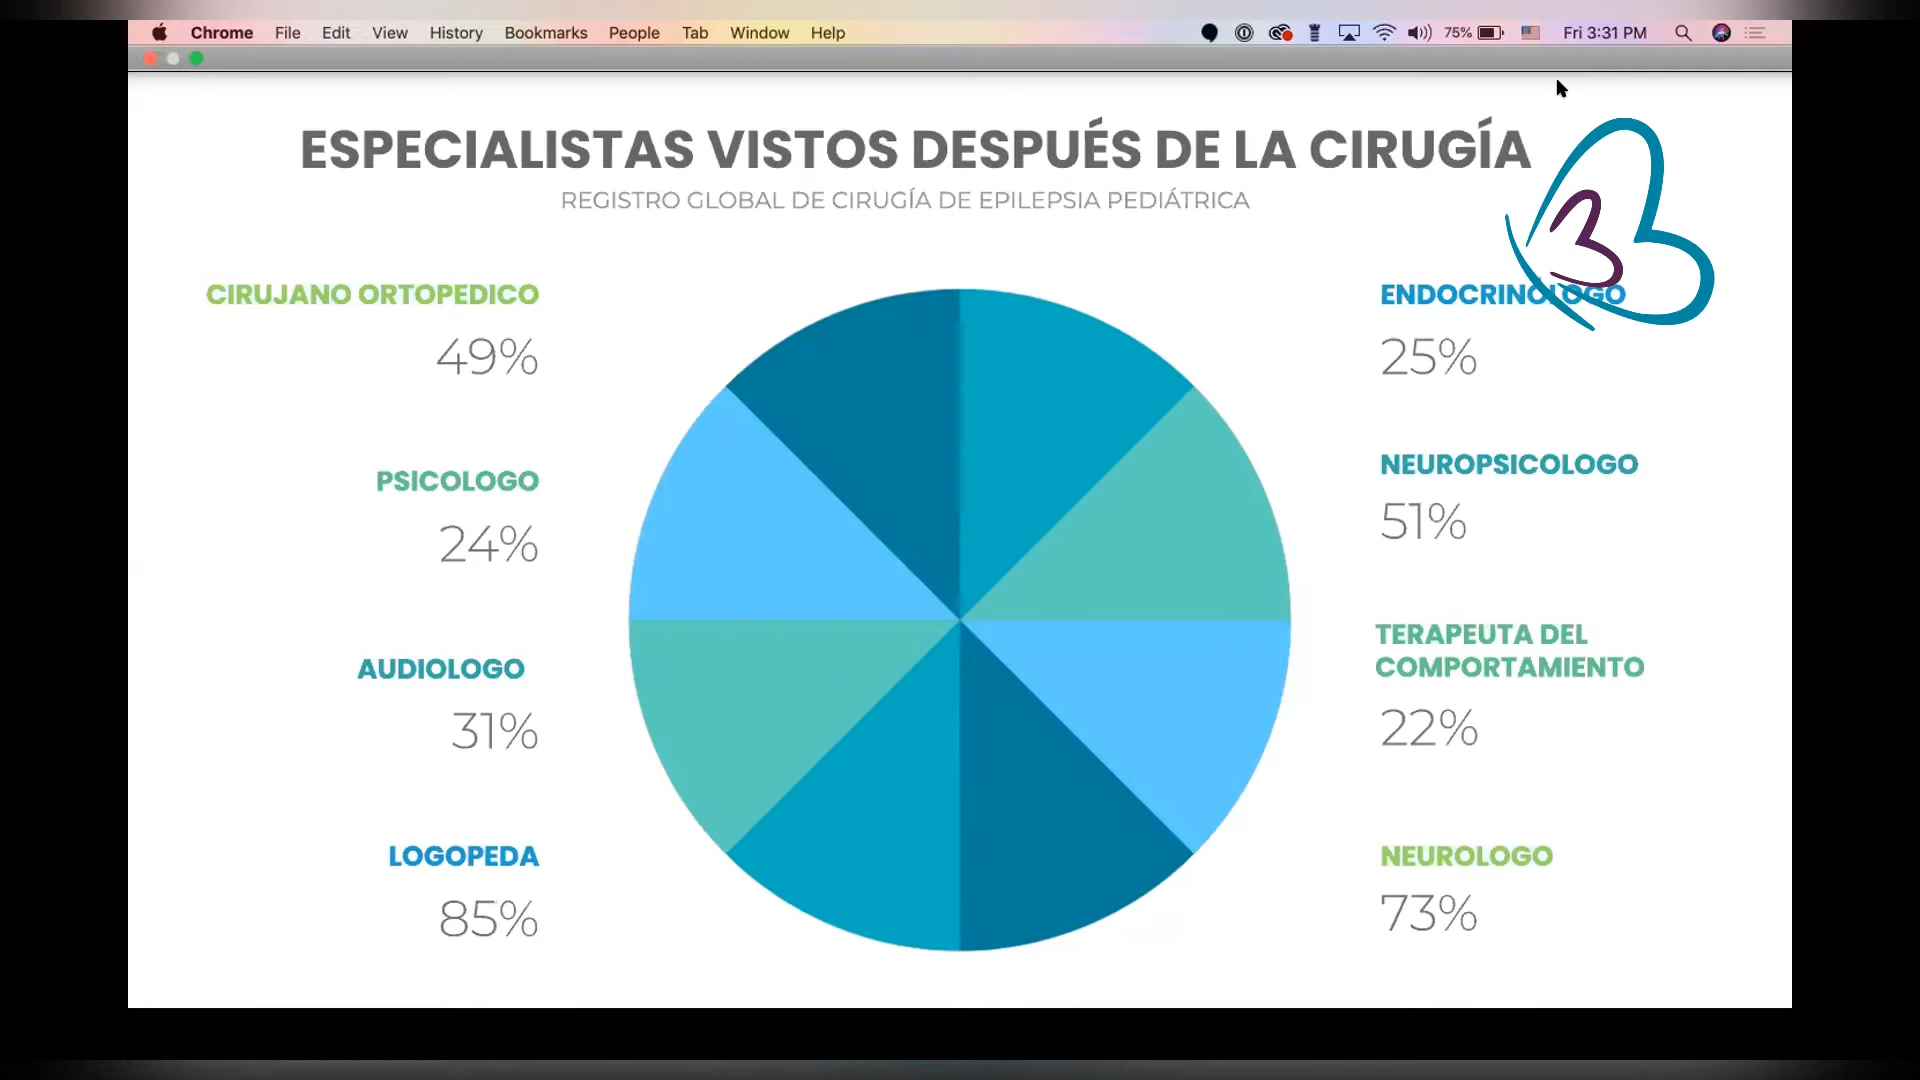 Chrome File Edit View History Bookmarks People Tab Window Help 75% Fri 3:31 PM
ESPECIALISTAS VISTOS DESPUÉS DE LA CIRUGÍA
REGISTRO GLOBAL DE CIRUGÍA DE EPILEPSIA PEDIÁTRICA
CIRUJANO ORTOPEDICO
49%
PSICOLOGO
24%
AUDIOLOGO
31%
LOGOPEDA
85%
ENDOCRINOLOGO
25%
NEUROPSICOLOGO
51%
TERAPEUTA DEL
COMPORTAMIENTO
22%
NEUROLOGO
73%